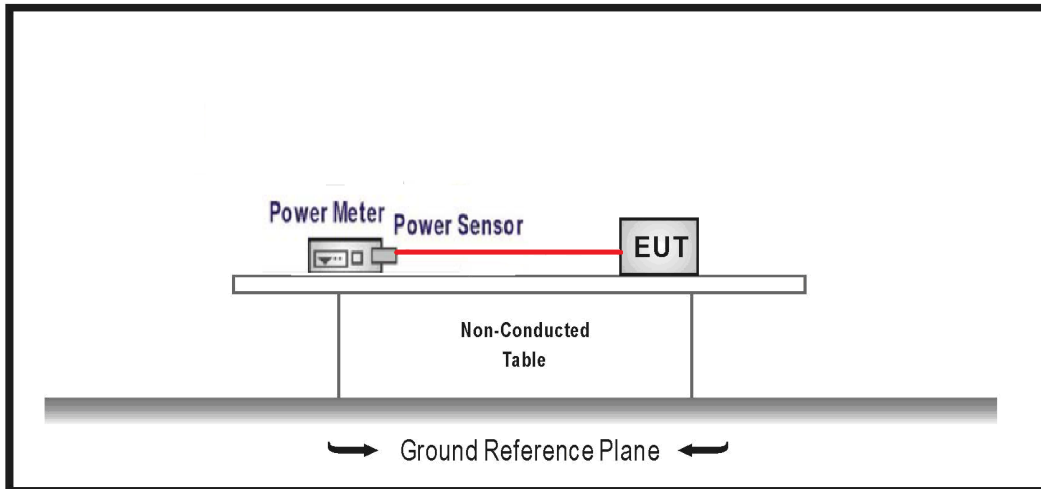 Power Meter
Power Sensor
EUT
Non-Conducted
Table
Ground Reference Plane